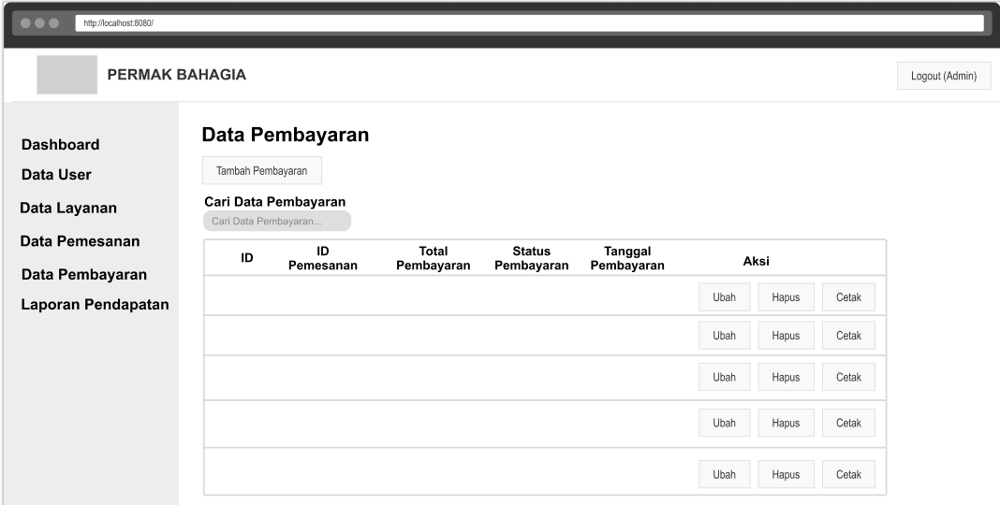 http://localhost:8080/
PERMAK BAHAGIA
Logout (Admin)
Dashboard
Data User
Data Layanan
Data Pemesanan
Data Pembayaran
Laporan Pendapatan
Data Pembayaran
Tambah Pembayaran
Cari Data Pembayaran
Cari Data Pembayaran...
ID
ID
Pemesanan
Total
Pembayaran
Status
Pembayaran
Tanggal
Pembayaran
Aksi
Ubah Hapus Cetak
Ubah Hapus Cetak
Ubah Hapus Cetak
Ubah Hapus Cetak
Ubah Hapus Cetak